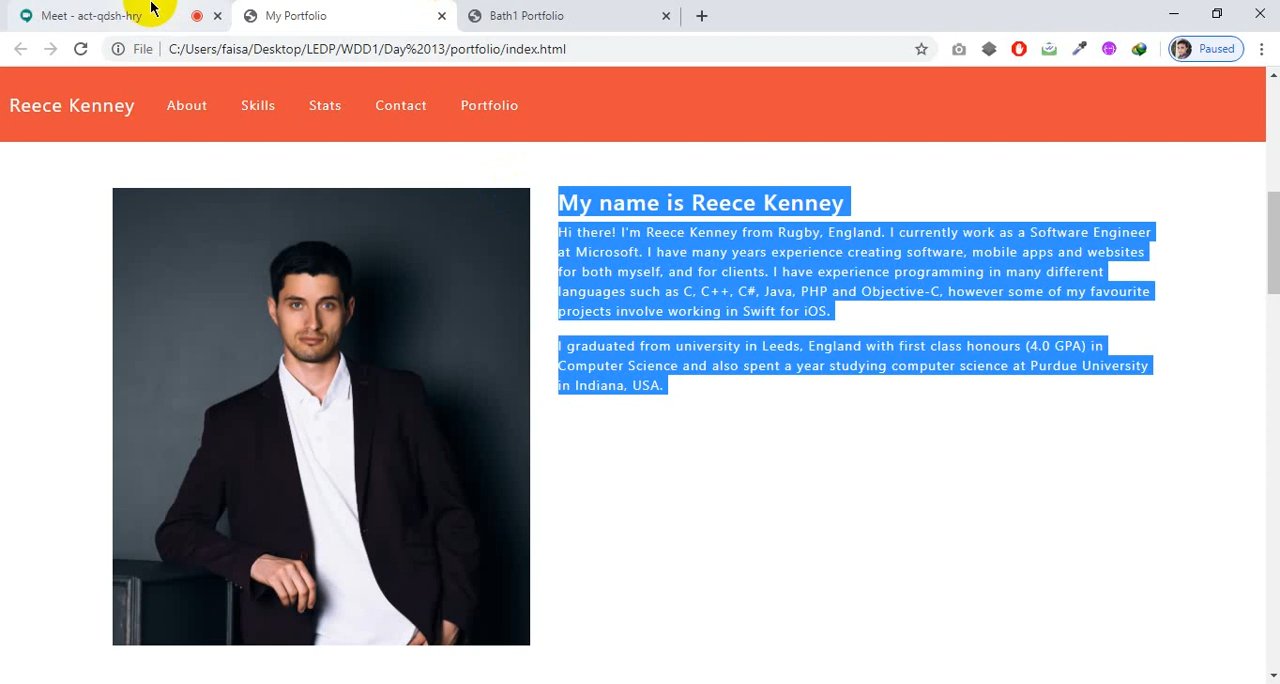 Meet - act-qdsh-hry
My Portfolio
Bath1 Portfolio
File
C:/Users/faisa/Desktop/LEDP/WDD1/Day%2013/portfolio/index.html
Paused
Reece Kenney
About
Skills
Stats
Contact
Portfolio
My name is Reece Kenney
Hi there! I'm Reece Kenney from Rugby, England. I currently work as a Software Engineer
at Microsoft. I have many years experience creating software, mobile apps and websites
for both myself, and for clients. I have experience programming in many different
languages such as C, C++, C#, Java, PHP and Objective-C, however some of my favourite
projects involve working in Swift for iOS.
I graduated from university in Leeds, England with first class honours (4.0 GPA) in
Computer Science and also spent a year studying computer science at Purdue University
in Indiana, USA.